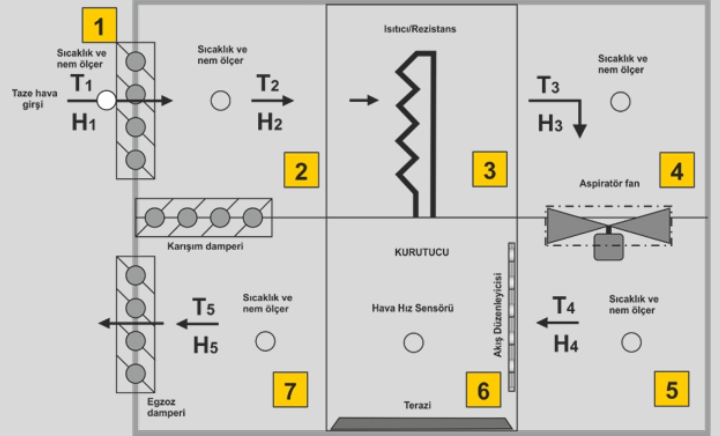 1
Sıcaklık ve
nem ölçer
Taze hava
girşi
T1
H1
Sıcaklık ve
nem ölçer
T2
H2
2
Isıtıcı/Rezistans
3
T3
H3
Sıcaklık ve
nem ölçer
4
Aspiratör fan
Karışım damperi
KURUTUCU
T5
H5
Sıcaklık ve
nem ölçer
7
Egzoz
damperi
Hava Hız Sensörü
Akış Düzenleyicisi
6
Terazi
T4
H4
Sıcaklık ve
nem ölçer
5